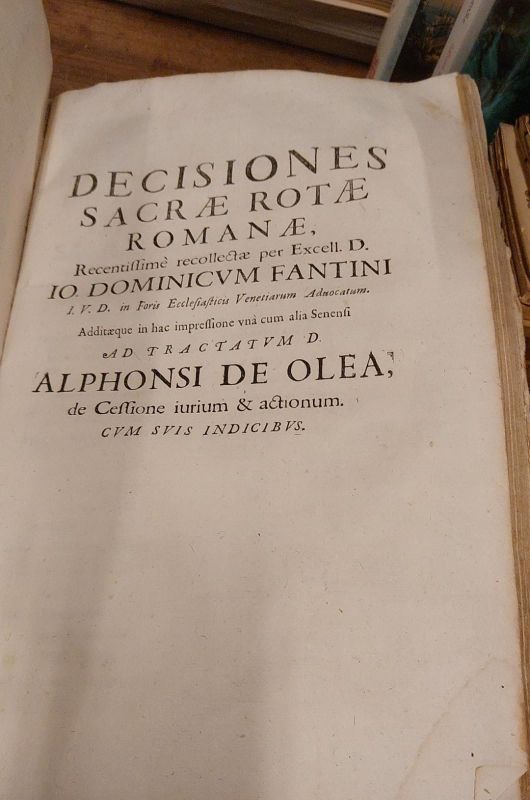 DECISIONES
SACRÆ ROTÆ
ROMANÆ,
Recentiſſimè recollectæ per Excell. D.
IO. DOMINICVM FANTINI
I. V. D. in Foris Eccleſiaſticis Venetiarum Aduocatum.
Additæque in hac impreſſione vnà cum alia Senenſi
AD TRACTATVM D.
ALPHONSI DE OLEA,
de Ceſſione iurium & actionum.
CVM SVIS INDICIBVS.